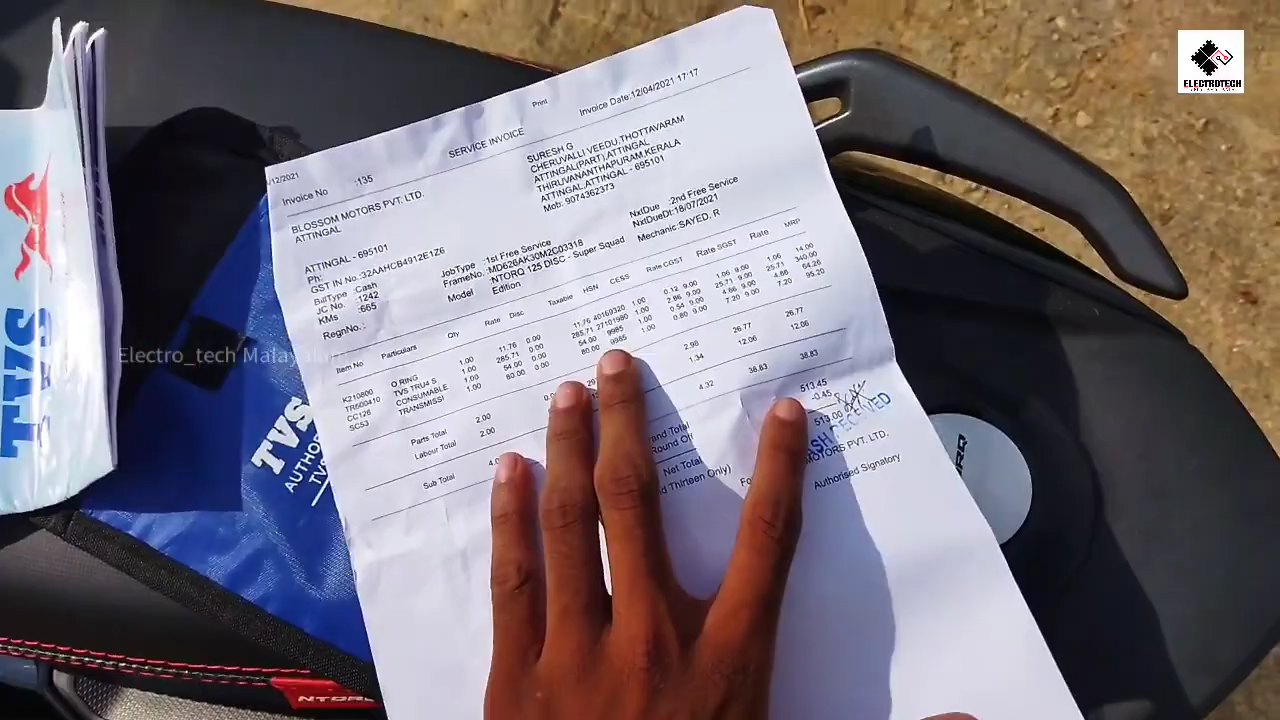 Print
SERVICE INVOICE
Invoice Date:12/04/2021 17:17
/12/2021
Invoice No :135
BLOSSOM MOTORS PVT. LTD.
ATTINGAL
ATTINGAL - 695101
Ph:
GST IN No.:32AAHCB4912E1Z6
BillType :Cash
JC No. :1242
KMs :665
RegnNo. :
SURESH G
CHERUVALLI VEEDU,THOTTAVARAM
ATTINGAL(PART),ATTINGAL
THIRUVANANTHAPURAM,KERALA
ATTINGAL,ATTINGAL - 695101
Mob: 9074362373
JobType :1st Free Service
FrameNo.:MD626AK30M2C03318
Model :NTORQ 125 DISC - Super Squad
Edition
NxtDue :2nd Free Service
NxtDueDt:18/07/2021
Mechanic:SAYED. R
Item No Particulars Qty Rate Disc Taxable HSN CESS Rate CGST Rate SGST Rate MRP
K210800 O RING 1.00 11.76 0.00 11.76 40169320 1.00 0.12 9.00 1.06 9.00 1.06 14.00
TR500410 TVS TRU4 S 1.00 285.71 0.00 285.71 27101980 1.00 2.86 9.00 25.71 9.00 25.71 340.00
CC126 CONSUMABLE 1.00 54.00 0.00 54.00 9985 1.00 0.54 9.00 4.86 9.00 4.86 64.26
SC53 TRANSMISSI 1.00 80.00 0.00 80.00 9985 1.00 0.80 9.00 7.20 9.00 7.20 95.20
Parts Total 2.00 2.98 26.77 26.77
Labour Total 2.00 1.34 12.06 12.06
Sub Total 4.32 38.83 38.83
Total 513.45
Round -0.45
Net Total 513.00
Thirteen Only)
RECEIVED
MOTORS PVT. LTD.
Authorised Signatory
TVS
TVS
AUTHOR
TVS
NTORQ
ELECTROTECH
Electro_tech Malayalam